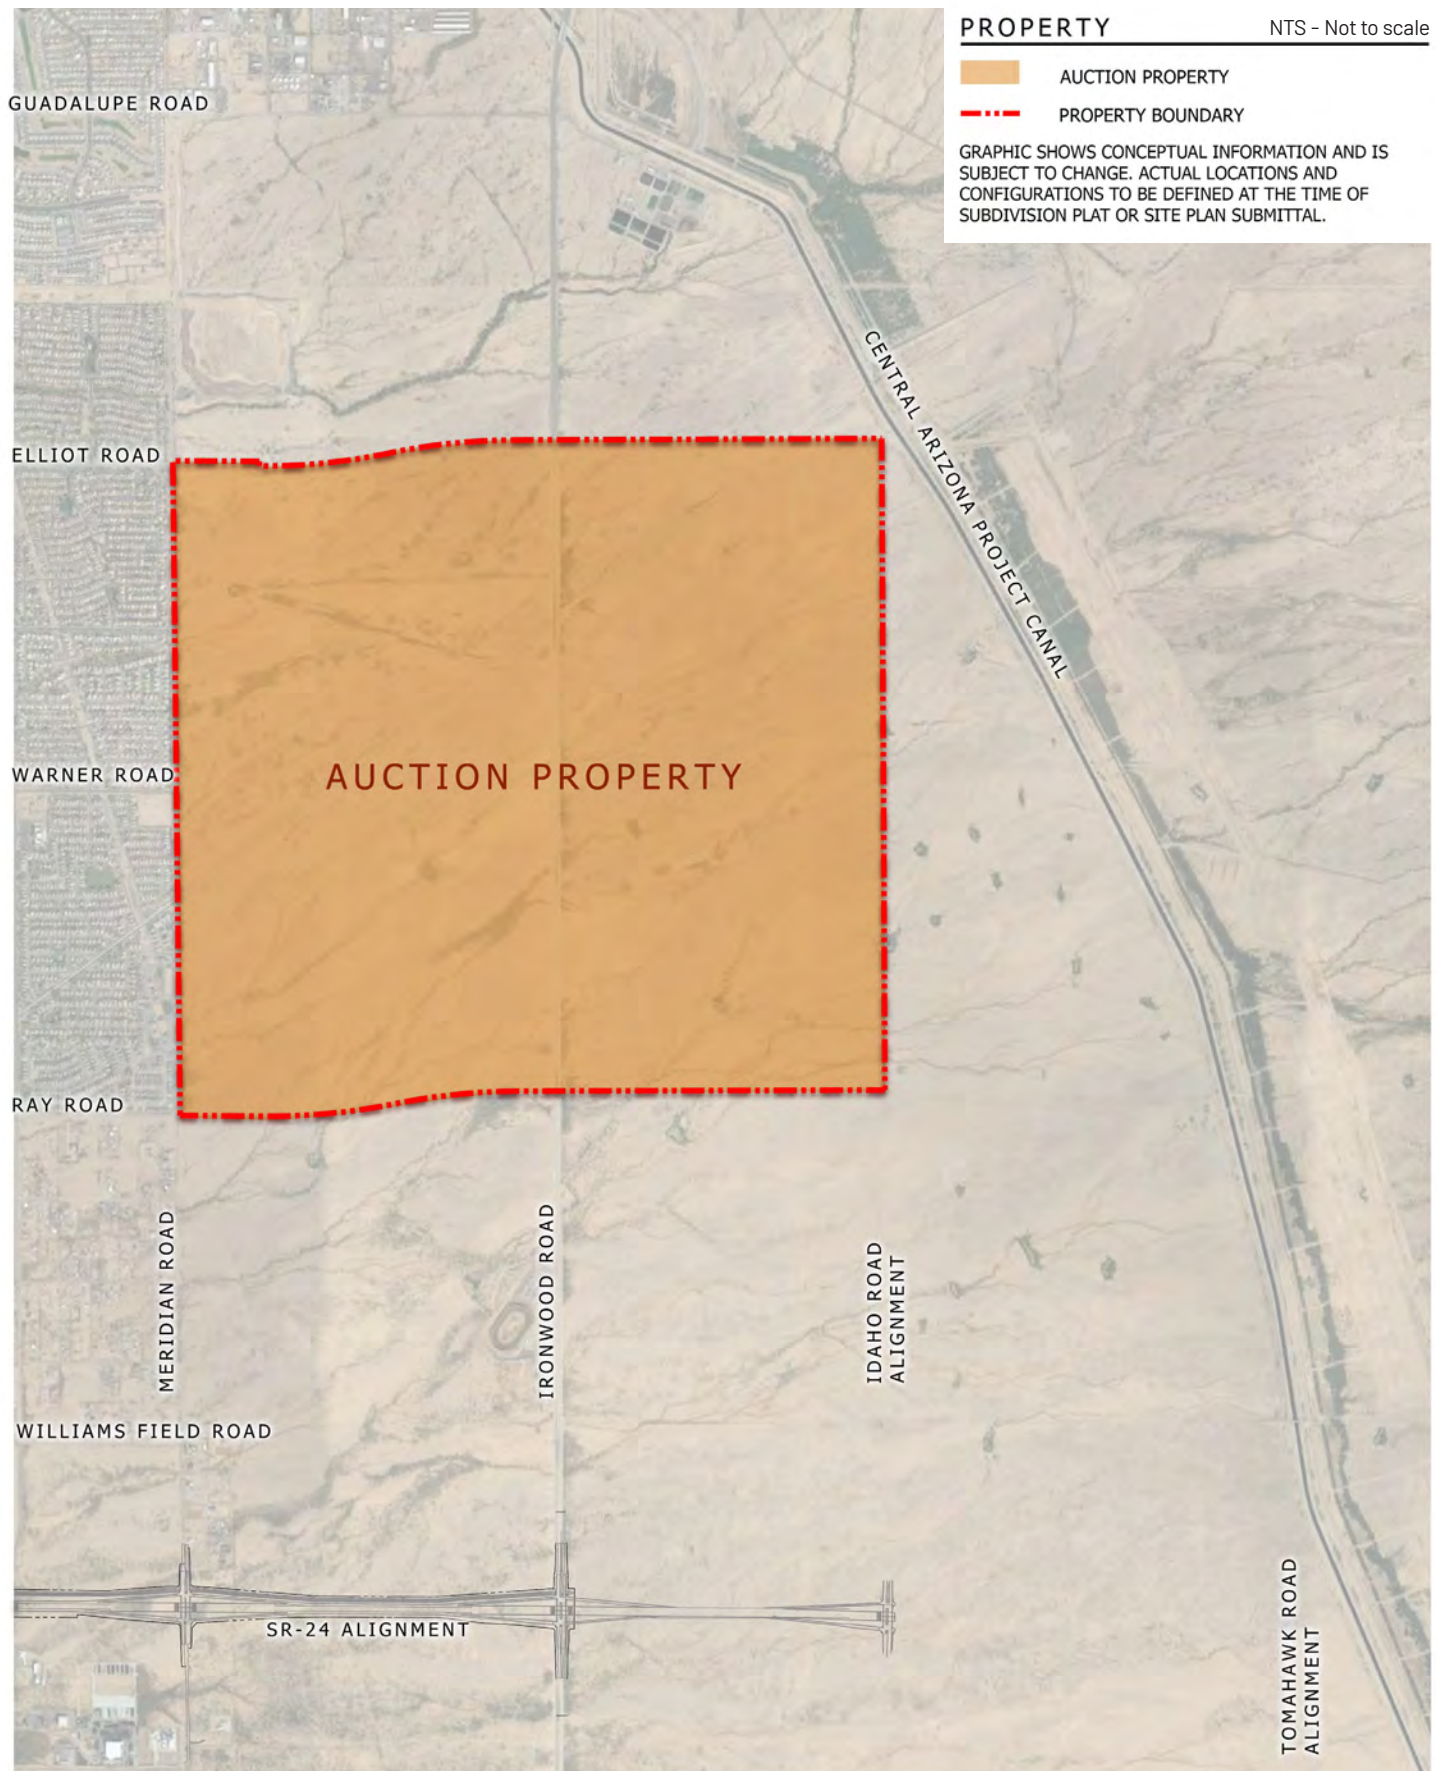 PROPERTY NTS - Not to scale
AUCTION PROPERTY
PROPERTY BOUNDARY
GRAPHIC SHOWS CONCEPTUAL INFORMATION AND IS
SUBJECT TO CHANGE. ACTUAL LOCATIONS AND
CONFIGURATIONS TO BE DEFINED AT THE TIME OF
SUBDIVISION PLAT OR SITE PLAN SUBMITTAL.
GUADALUPE ROAD
CENTRAL ARIZONA PROJECT CANAL
ELLIOT ROAD
WARNER ROAD
AUCTION PROPERTY
RAY ROAD
MERIDIAN ROAD
IRONWOOD ROAD
IDAHO ROAD
ALIGNMENT
WILLIAMS FIELD ROAD
SR-24 ALIGNMENT
TOMAHAWK ROAD
ALIGNMENT